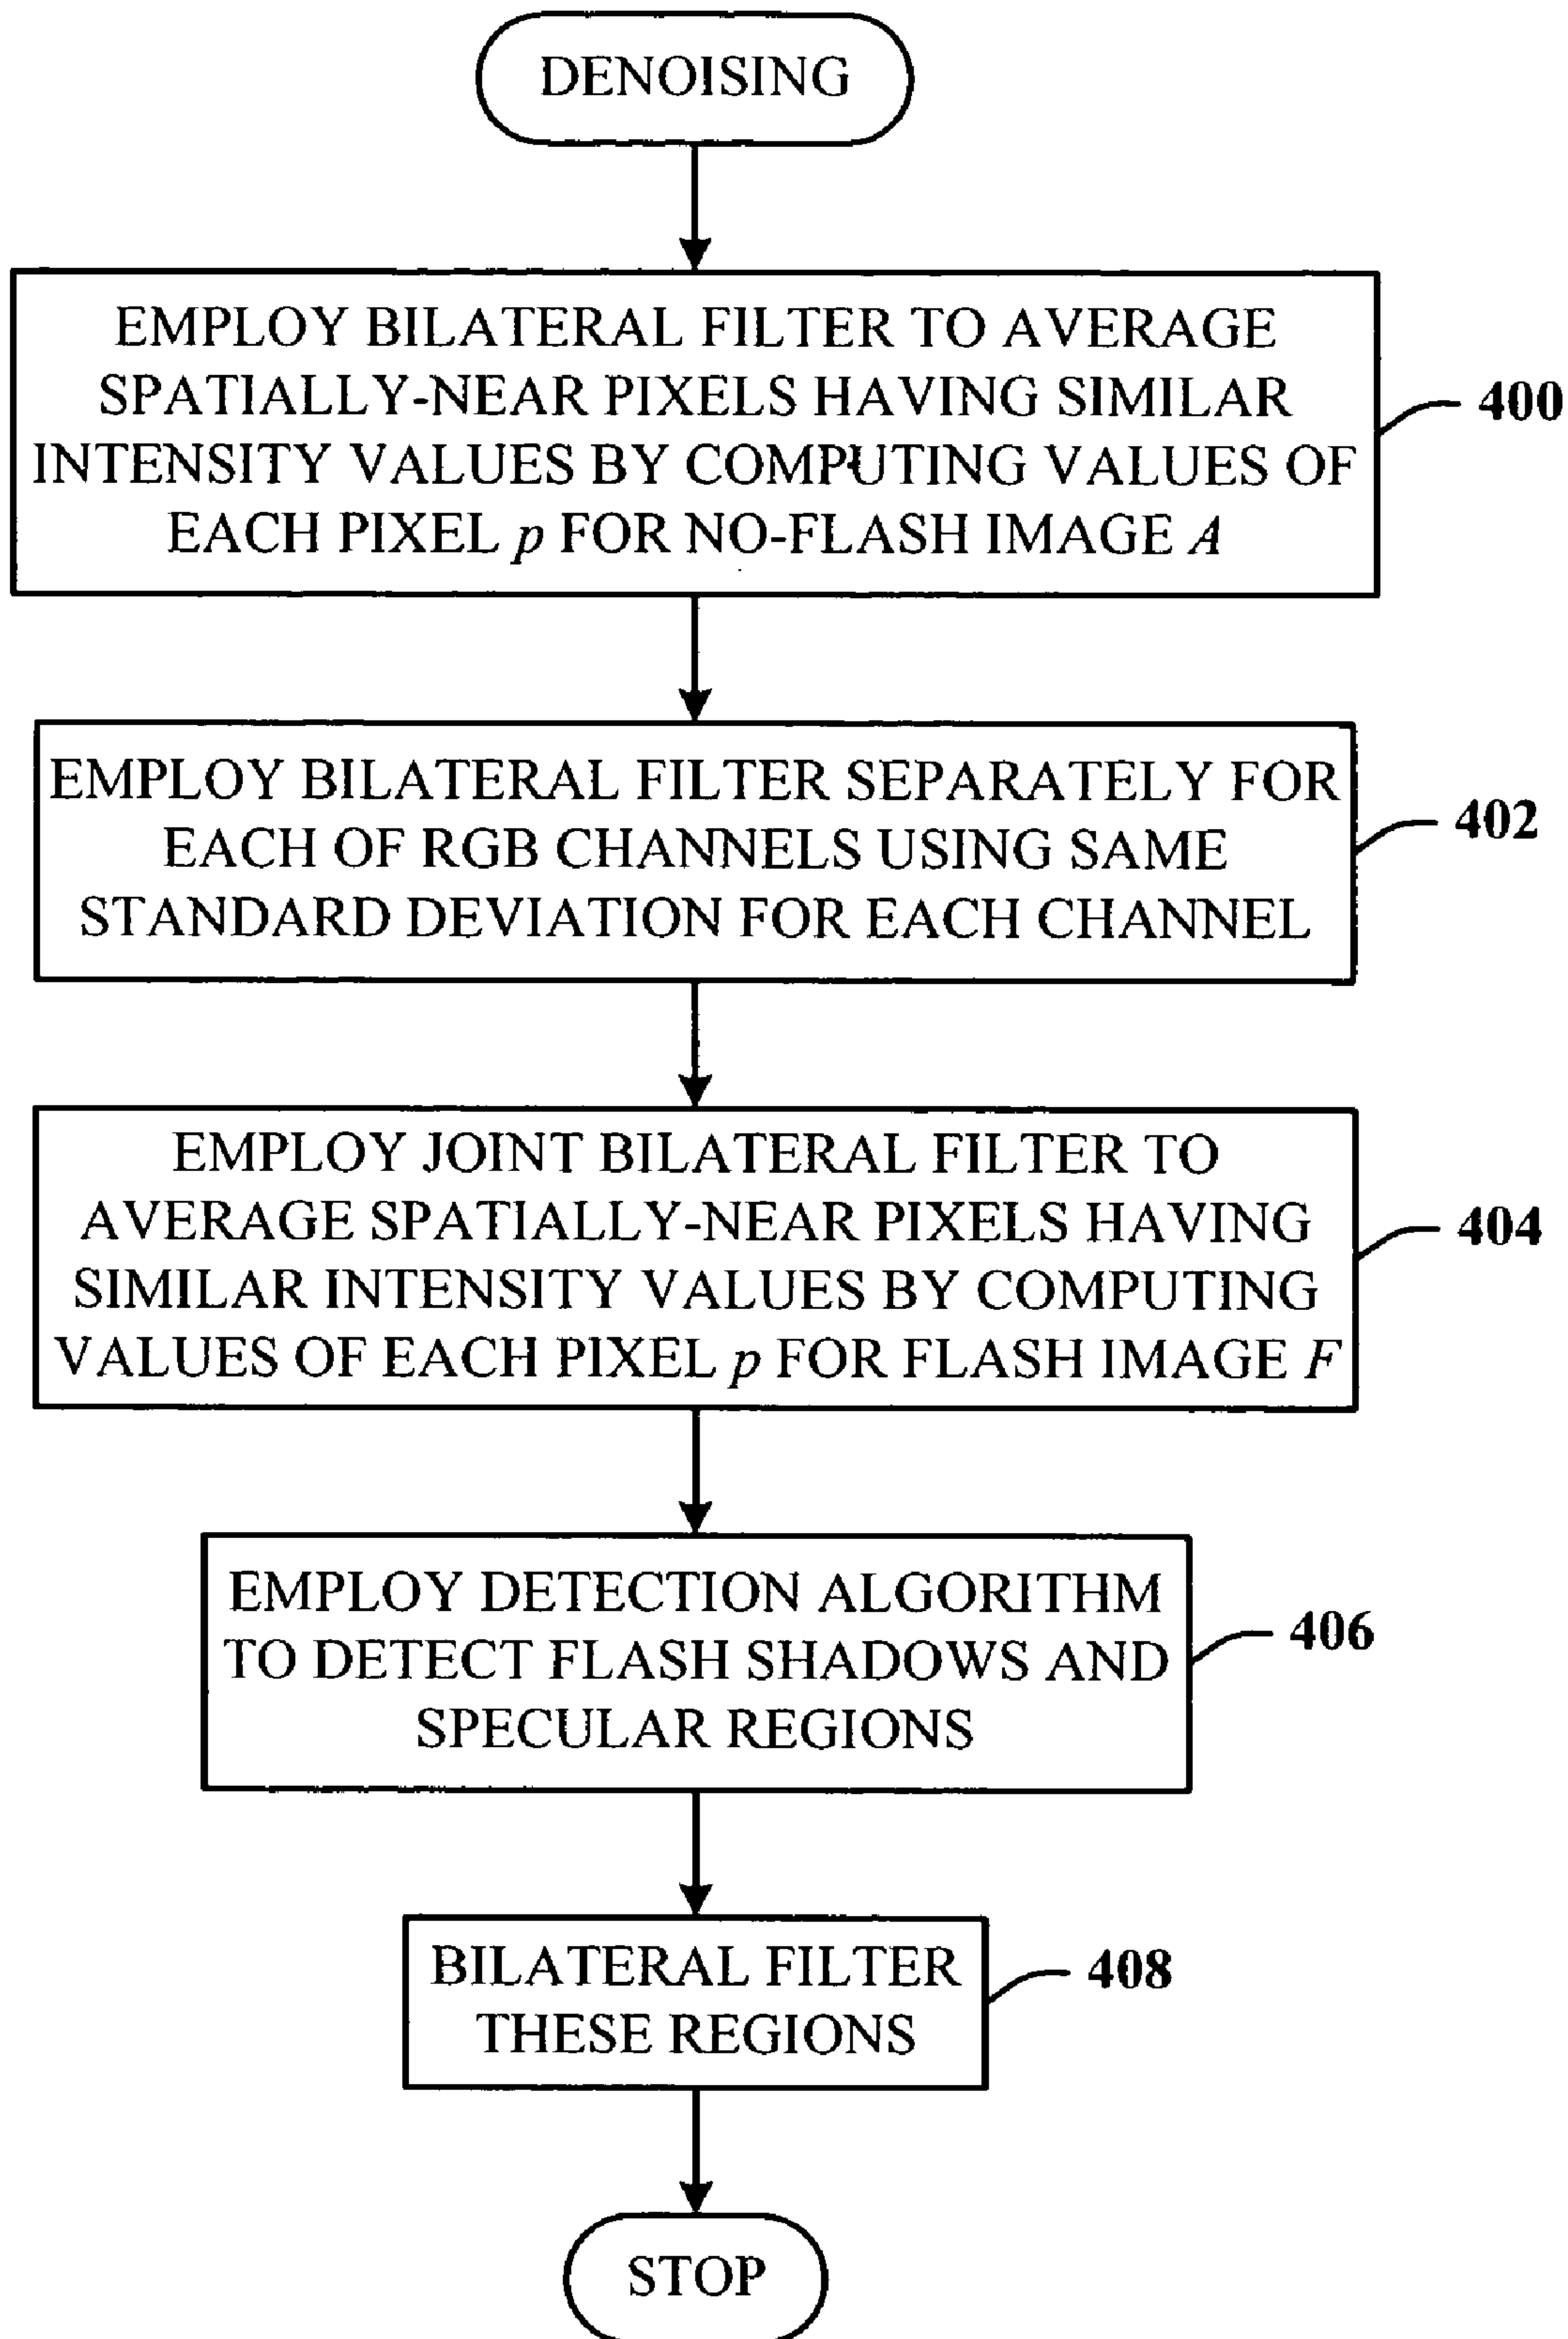 DENOISING
EMPLOY BILATERAL FILTER TO AVERAGE
SPATIALLY-NEAR PIXELS HAVING SIMILAR
INTENSITY VALUES BY COMPUTING VALUES OF
EACH PIXEL p FOR NO-FLASH IMAGE A
400
EMPLOY BILATERAL FILTER SEPARATELY FOR
EACH OF RGB CHANNELS USING SAME
STANDARD DEVIATION FOR EACH CHANNEL
402
EMPLOY JOINT BILATERAL FILTER TO
AVERAGE SPATIALLY-NEAR PIXELS HAVING
SIMILAR INTENSITY VALUES BY COMPUTING
VALUES OF EACH PIXEL p FOR FLASH IMAGE F
404
EMPLOY DETECTION ALGORITHM
TO DETECT FLASH SHADOWS AND
SPECULAR REGIONS
406
BILATERAL FILTER
THESE REGIONS
408
STOP